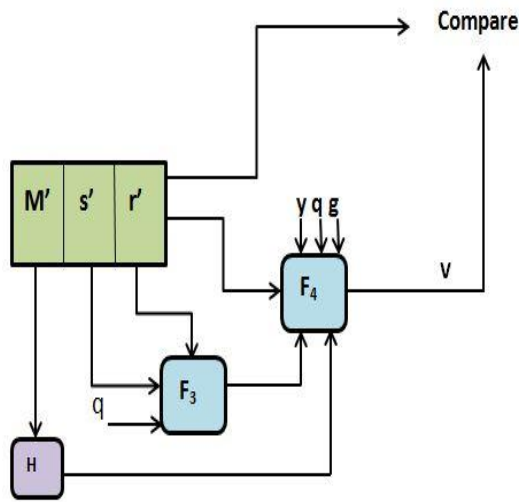 Compare
M' s' r'
y q g
F₄
v
F₃
q
H